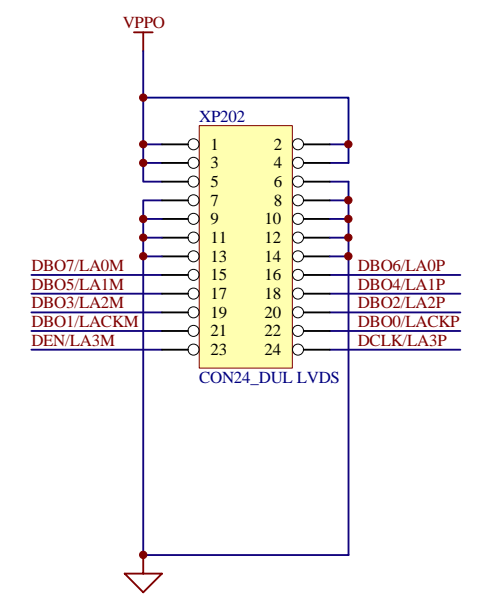 VPPO
XP202
1 2
3 4
5 6
7 8
9 10
11 12
13 14
DBO7/LA0M 15 16 DBO6/LA0P
DBO5/LA1M 17 18 DBO4/LA1P
DBO3/LA2M 19 20 DBO2/LA2P
DBO1/LACKM 21 22 DBO0/LACKP
DEN/LA3M 23 24 DCLK/LA3P
CON24_DUL LVDS